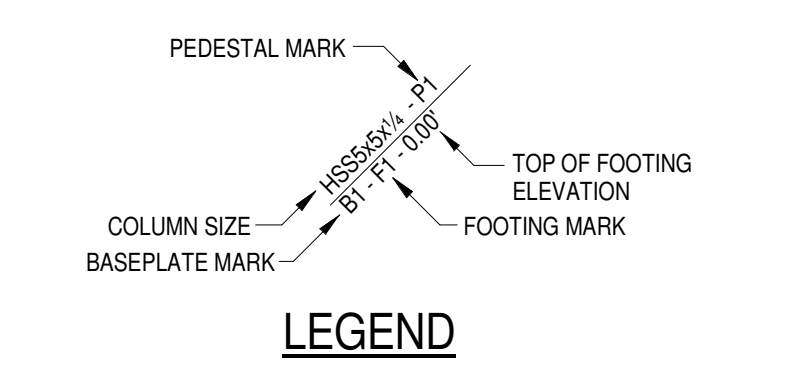 PEDESTAL MARK
HSS5x5x¼ - P1
B1 - F1 - 0.00'
TOP OF FOOTING
ELEVATION
COLUMN SIZE
FOOTING MARK
BASEPLATE MARK
LEGEND